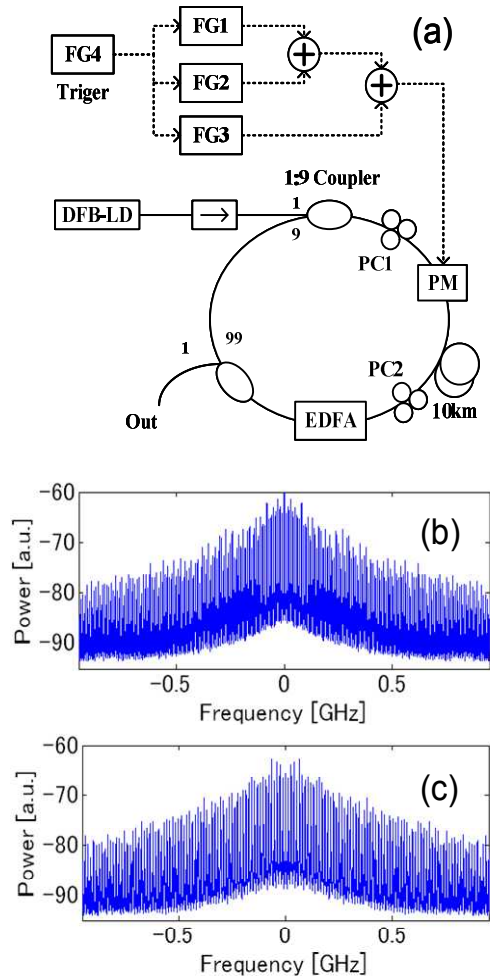 (a)
FG1
FG4
Triger
FG2
FG3
1:9 Coupler
DFB-LD
1
9
PC1
PM
99
1
PC2
10km
Out
EDFA
(b)
Power [a.u.]
-60
-70
-80
-90
-0.5 0 0.5
Frequency [GHz]
(c)
Power [a.u.]
-60
-70
-80
-90
-0.5 0 0.5
Frequency [GHz]